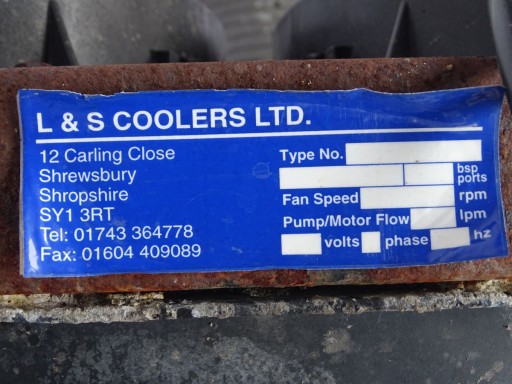 L & S COOLERS LTD.
12 Carling Close
Shrewsbury
Shropshire
SY1 3RT
Tel: 01743 364778
Fax: 01604 409089
Type No.
bsp
ports
Fan Speed rpm
Pump/Motor Flow lpm
volts phase hz